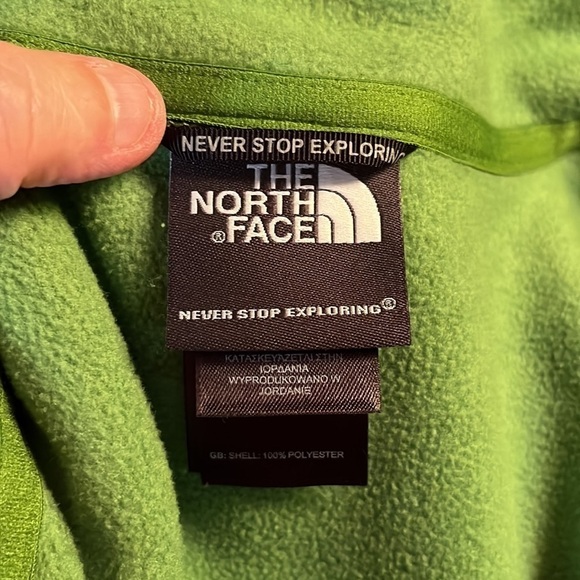 NEVER STOP EXPLORING
THE
NORTH
® FACE
NEVER STOP EXPLORING®
ΚΑΤΑΣΚΕΥΑΖΕΤΑΙ ΣΤΗΝ
ΙΟΡΔΑΝΙΑ
WYPRODUKOWANO W
JORDANIE
GB: SHELL: 100% POLYESTER